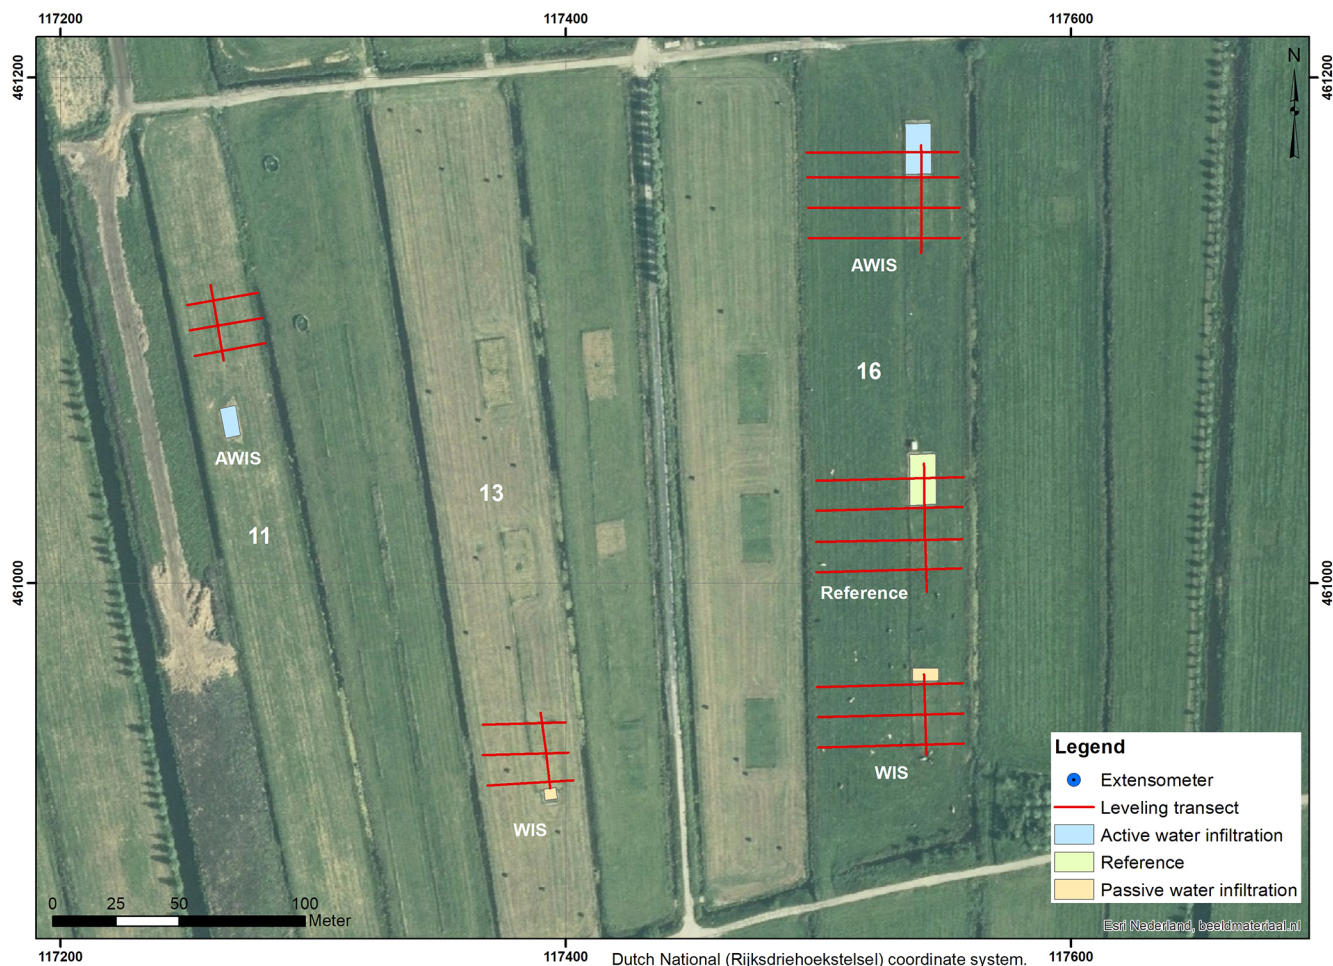 117200 117400 117600
461200 461200
N
AWIS
16
AWIS
13
11
461000 461000
Reference
WIS
WIS
Legend
Extensometer
Leveling transect
Active water infiltration
Reference
Passive water infiltration
0 25 50 100
Meter
Esri Nederland, beeldmateriaal.nl
117200 117400 117600
Dutch National (Rijksdriehoekstelsel) coordinate system.